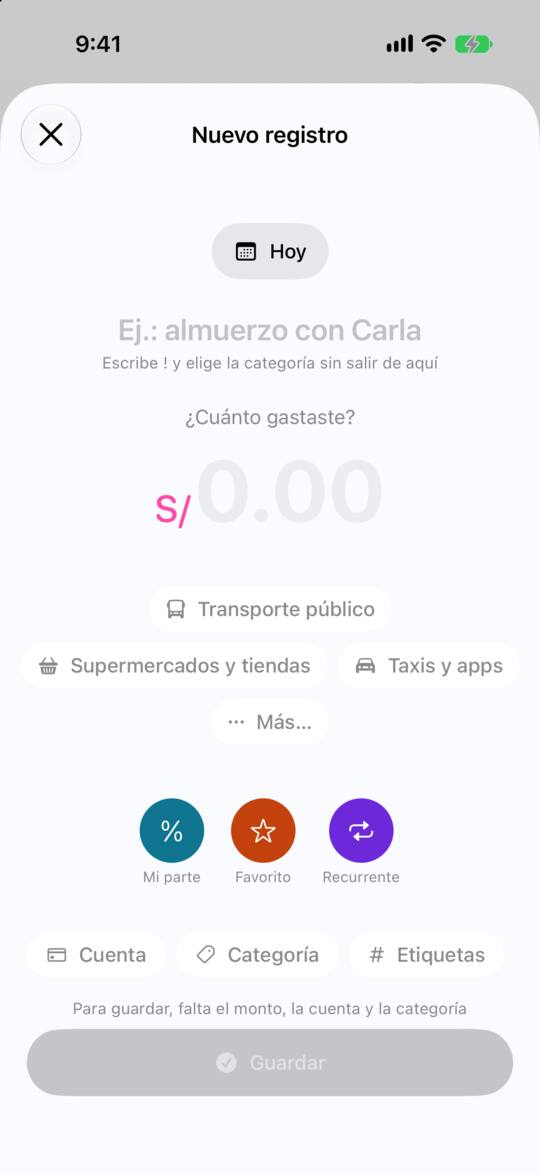 9:41
Nuevo registro
Hoy
Ej.: almuerzo con Carla
Escribe ! y elige la categoría sin salir de aquí
¿Cuánto gastaste?
S/0.00
Transporte público
Supermercados y tiendas
Taxis y apps
Más...
%
Mi parte
Favorito
Recurrente
Cuenta
Categoría
# Etiquetas
Para guardar, falta el monto, la cuenta y la categoría
Guardar